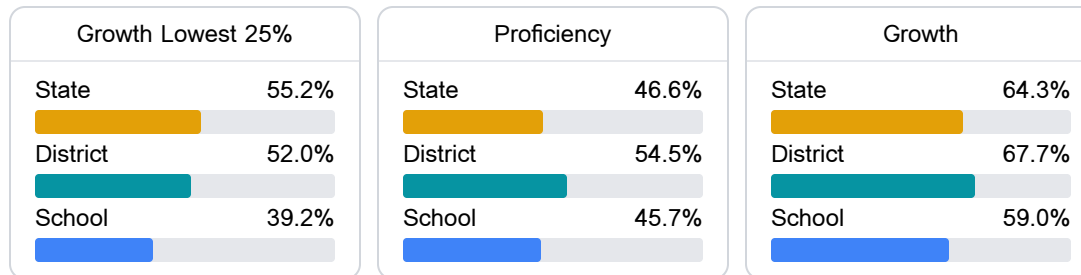 Growth Lowest 25%
State 55.2%
District 52.0%
School 39.2%
Proficiency
State 46.6%
District 54.5%
School 45.7%
Growth
State 64.3%
District 67.7%
School 59.0%